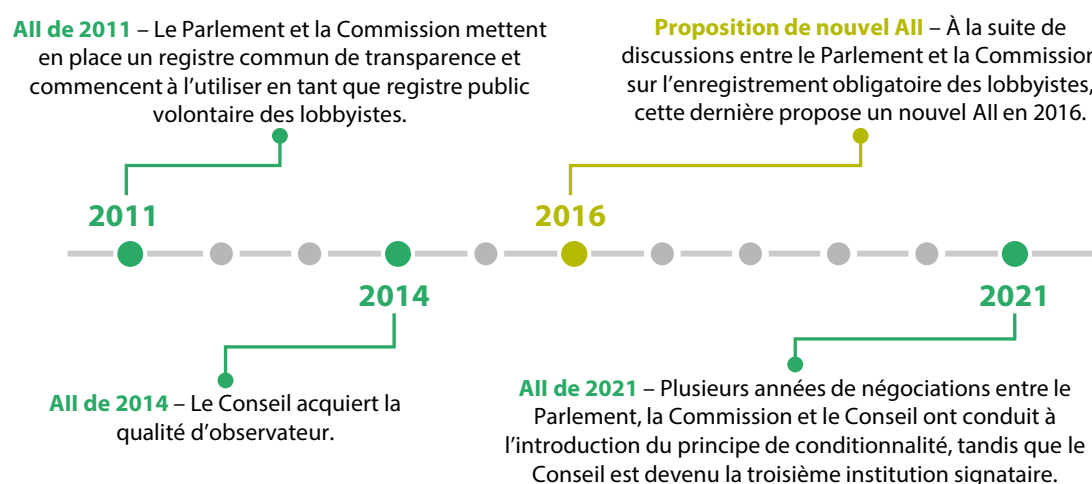 AII de 2011 – Le Parlement et la Commission mettent
en place un registre commun de transparence et
commencent à l’utiliser en tant que registre public
volontaire des lobbyistes.
Proposition de nouvel AII – À la suite de
discussions entre le Parlement et la Commission
sur l’enregistrement obligatoire des lobbyistes,
cette dernière propose un nouvel AII en 2016.
2011
2016
2014
2021
AII de 2014 – Le Conseil acquiert la
qualité d’observateur.
AII de 2021 – Plusieurs années de négociations entre le
Parlement, la Commission et le Conseil ont conduit à
l’introduction du principe de conditionnalité, tandis que le
Conseil est devenu la troisième institution signataire.